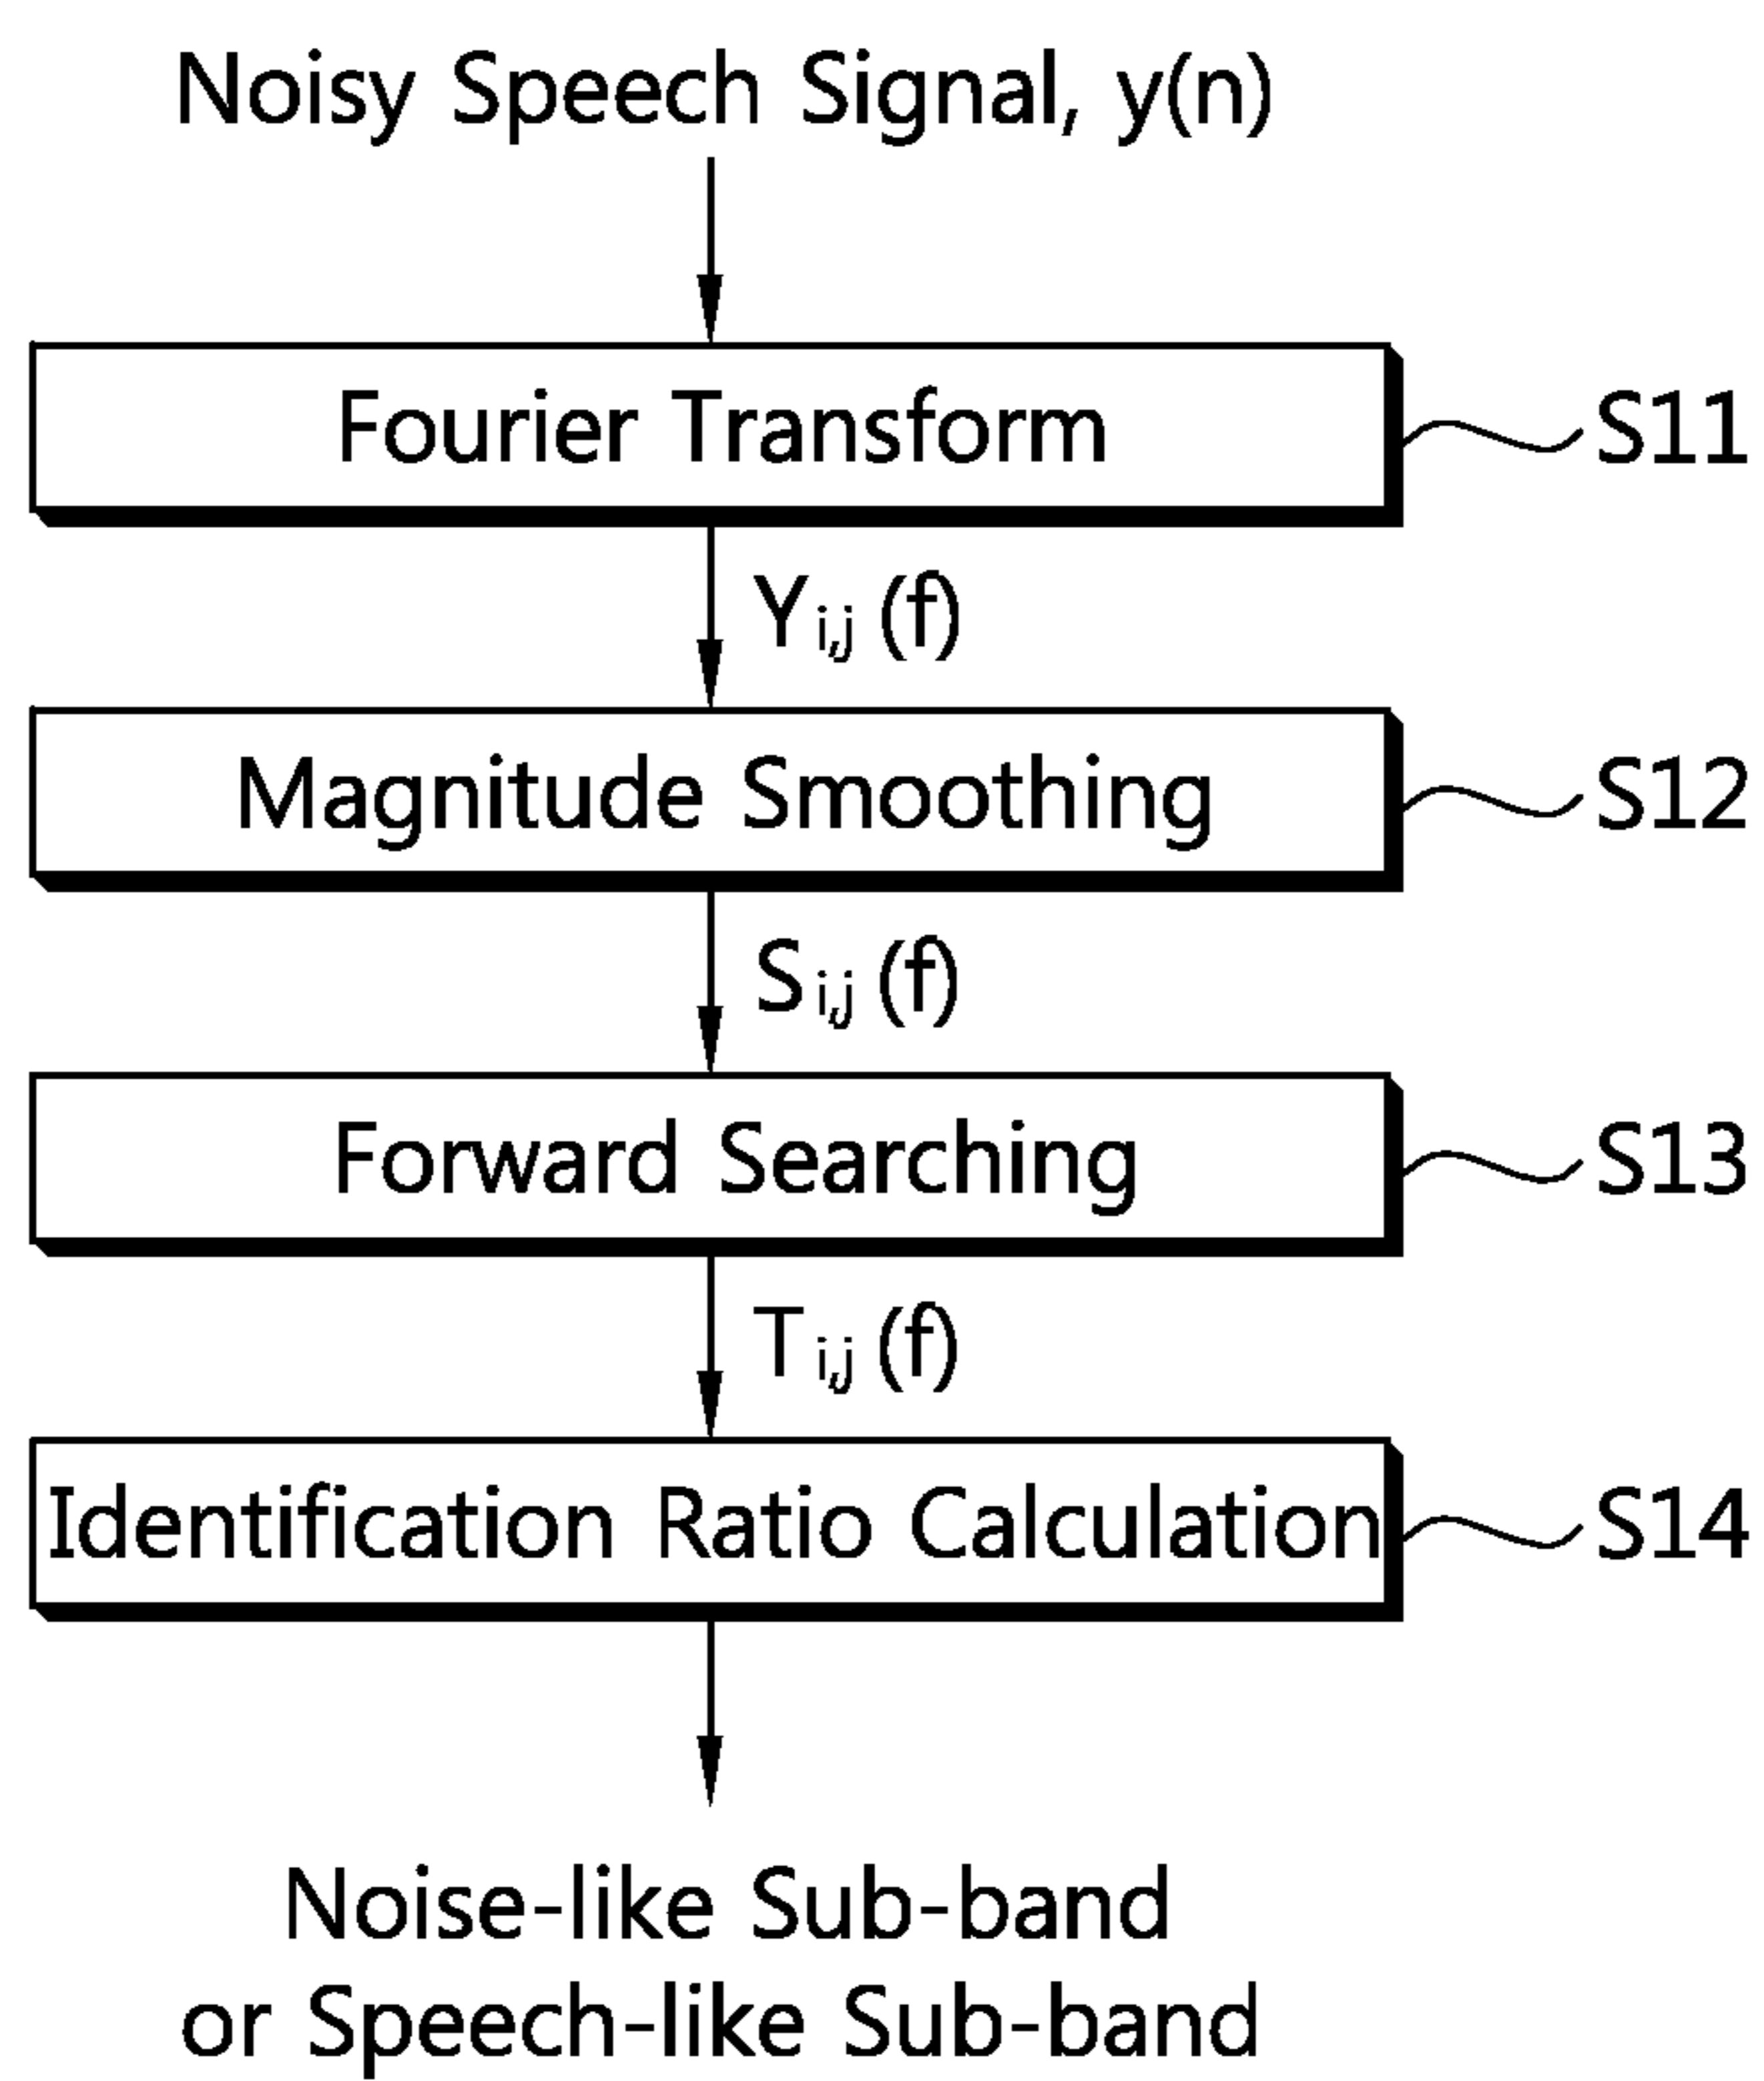 Noisy Speech Signal, y(n)
Fourier Transform
S11
Yi,j (f)
Magnitude Smoothing
S12
Si,j (f)
Forward Searching
S13
Ti,j (f)
Identification Ratio Calculation
S14
Noise-like Sub-band
or Speech-like Sub-band